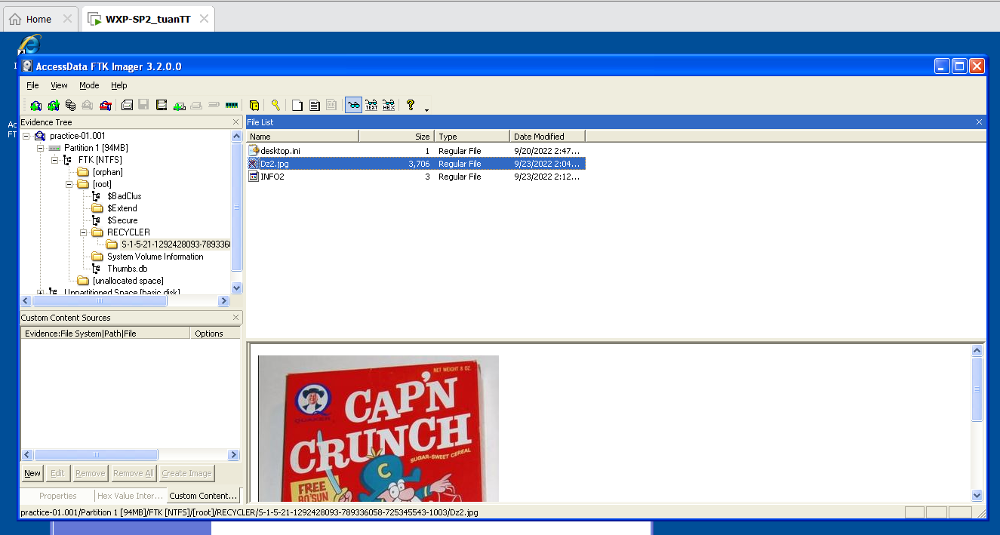 Home
WXP-SP2_tuanTT
AccessData FTK Imager 3.2.0.0
File View Mode Help
TEXT
HEX
Evidence Tree
practice-01.001
Partition 1 [94MB]
FTK [NTFS]
[orphan]
[root]
$BadClus
$Extend
$Secure
RECYCLER
S-1-5-21-1292428093-78933605
System Volume Information
Thumbs.db
[unallocated space]
Unpartitioned Space [basic disk]
Custom Content Sources
Evidence:File System|Path|File Options
New Edit Remove Remove All Create Image
Properties Hex Value Inter... Custom Content...
File List
Name Size Type Date Modified
desktop.ini 1 Regular File 9/20/2022 2:47...
Dz2.jpg 3,706 Regular File 9/23/2022 2:04...
INFO2 3 Regular File 9/23/2022 2:12...
NET WEIGHT 8 OZ.
QUAKER
CAP'N
CRUNCH
SUGAR-SWEET CEREAL
C
FREE
BO'SUN
practice-01.001/Partition 1 [94MB]/FTK [NTFS]/[root]/RECYCLER/S-1-5-21-1292428093-789336058-725345543-1003/Dz2.jpg